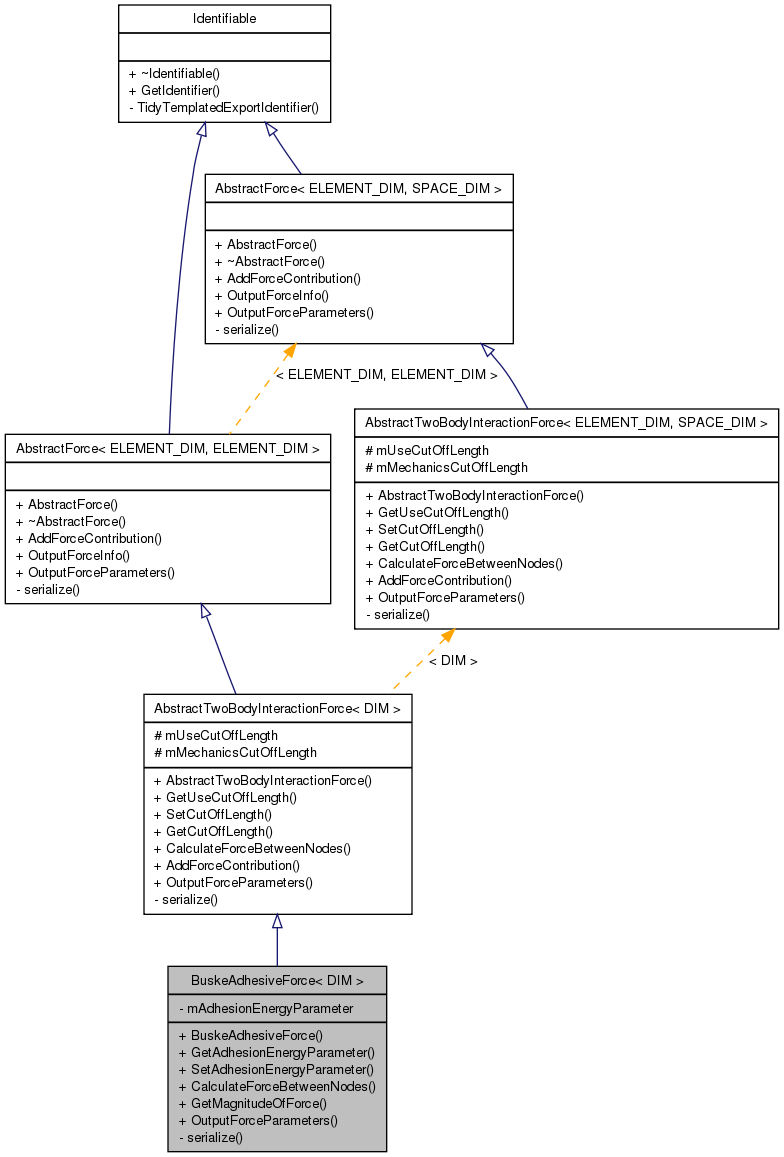 Identifiable
+ ~Identifiable()
+ GetIdentifier()
- TidyTemplatedExportIdentifier()
AbstractForce< ELEMENT_DIM, SPACE_DIM >
+ AbstractForce()
+ ~AbstractForce()
+ AddForceContribution()
+ OutputForceInfo()
+ OutputForceParameters()
- serialize()
< ELEMENT_DIM, ELEMENT_DIM >
AbstractForce< ELEMENT_DIM, ELEMENT_DIM >
+ AbstractForce()
+ ~AbstractForce()
+ AddForceContribution()
+ OutputForceInfo()
+ OutputForceParameters()
- serialize()
AbstractTwoBodyInteractionForce< ELEMENT_DIM, SPACE_DIM >
# mUseCutOffLength
# mMechanicsCutOffLength
+ AbstractTwoBodyInteractionForce()
+ GetUseCutOffLength()
+ SetCutOffLength()
+ GetCutOffLength()
+ CalculateForceBetweenNodes()
+ AddForceContribution()
+ OutputForceParameters()
- serialize()
< DIM >
AbstractTwoBodyInteractionForce< DIM >
# mUseCutOffLength
# mMechanicsCutOffLength
+ AbstractTwoBodyInteractionForce()
+ GetUseCutOffLength()
+ SetCutOffLength()
+ GetCutOffLength()
+ CalculateForceBetweenNodes()
+ AddForceContribution()
+ OutputForceParameters()
- serialize()
BuskeAdhesiveForce< DIM >
- mAdhesionEnergyParameter
+ BuskeAdhesiveForce()
+ GetAdhesionEnergyParameter()
+ SetAdhesionEnergyParameter()
+ CalculateForceBetweenNodes()
+ GetMagnitudeOfForce()
+ OutputForceParameters()
- serialize()